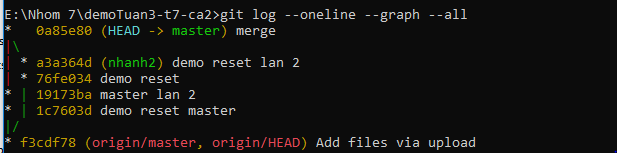 E:\Nhom 7\demoTuan3-t7-ca2>git log --oneline --graph --all
*   0a85e80 (HEAD -> master) merge
|\
| * a3a364d (nhanh2) demo reset lan 2
| * 76fe034 demo reset
* | 19173ba master lan 2
* | 1c7603d demo reset master
|/
* f3cdf78 (origin/master, origin/HEAD) Add files via upload